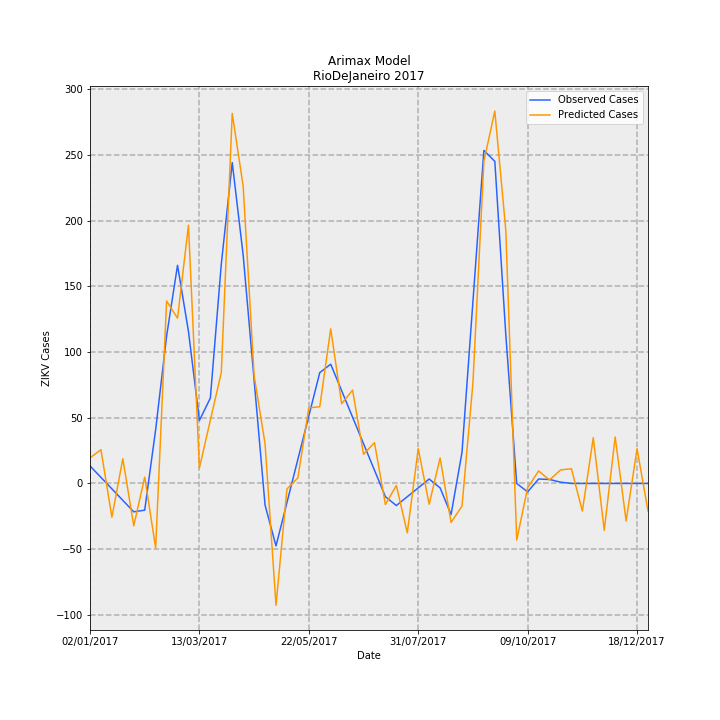 Arimax Model
RioDeJaneiro 2017
Observed Cases
Predicted Cases
300
250
200
150
100
50
0
−50
−100
ZIKV Cases
02/01/2017
13/03/2017
22/05/2017
31/07/2017
09/10/2017
18/12/2017
Date